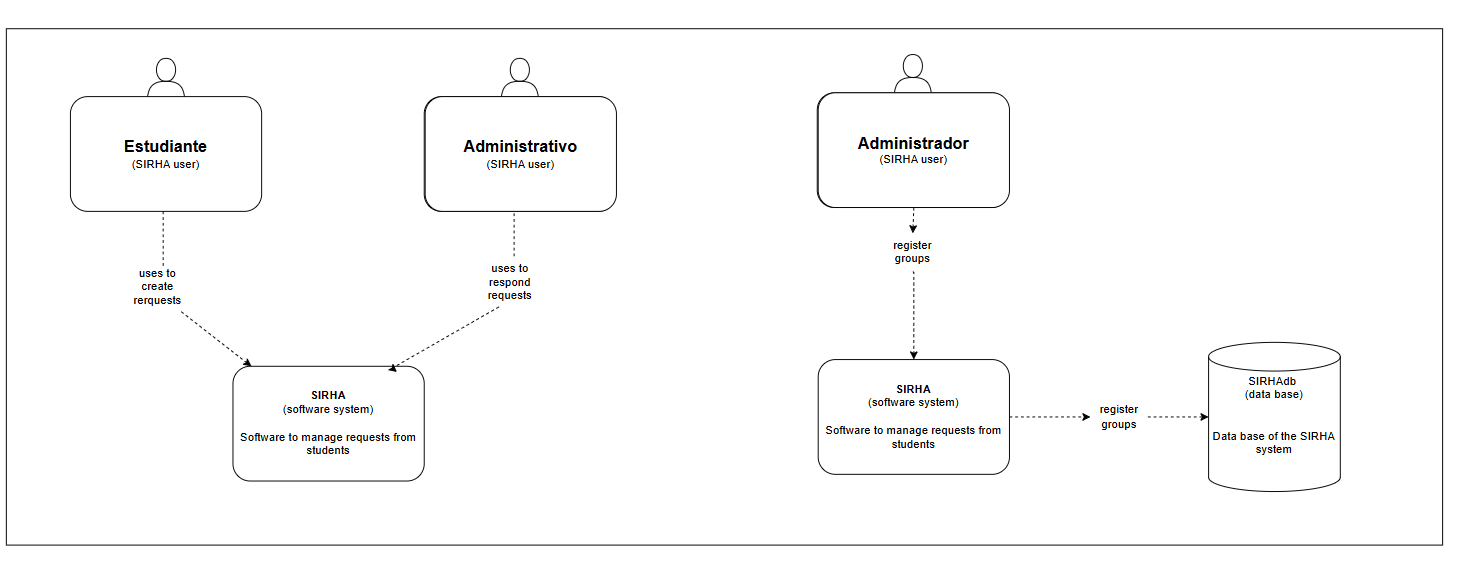 Estudiante
(SIRHA user)
Administrativo
(SIRHA user)
Administrador
(SIRHA user)
uses to
create
rerquests
uses to
respond
requests
register
groups
SIRHA
(software system)
Software to manage requests from
students
SIRHA
(software system)
Software to manage requests from
students
register
groups
SIRHAdb
(data base)
Data base of the SIRHA
system